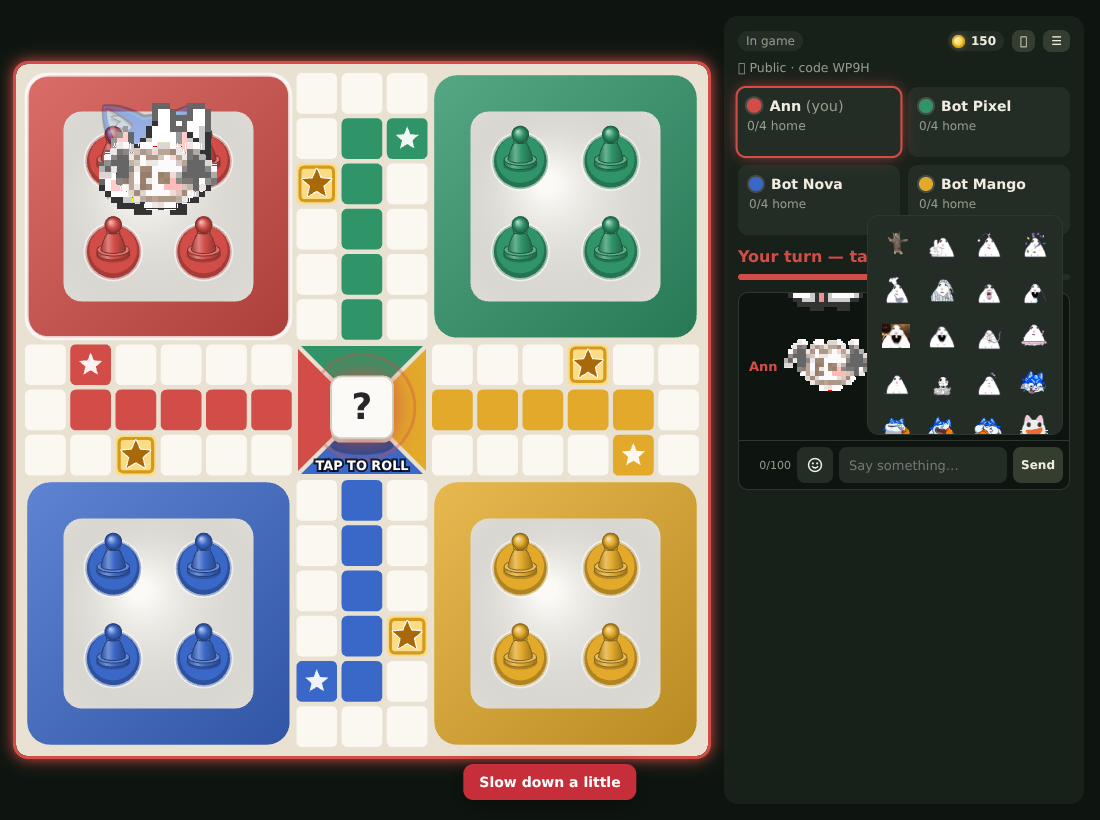 In game
150
Public · code WP9H
Ann (you)
0/4 home
Bot Pixel
0/4 home
Bot Nova
0/4 home
Bot Mango
0/4 home
Your turn — ta
Ann
?
TAP TO ROLL
0/100
Say something…
Send
Slow down a little